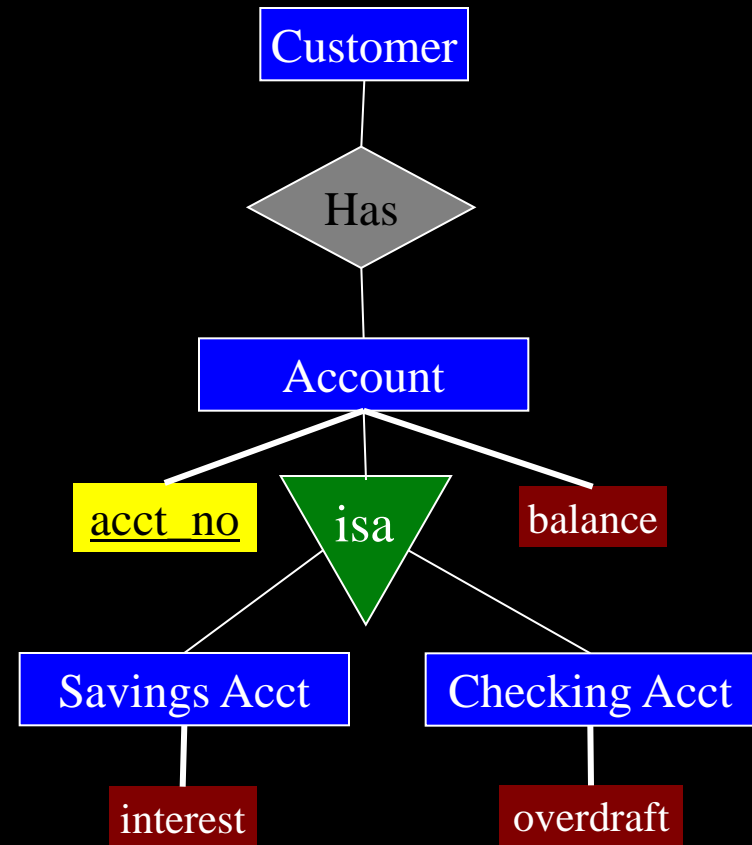 Customer
Has
Account
acct_no
isa
balance
Savings Acct
Checking Acct
interest
overdraft